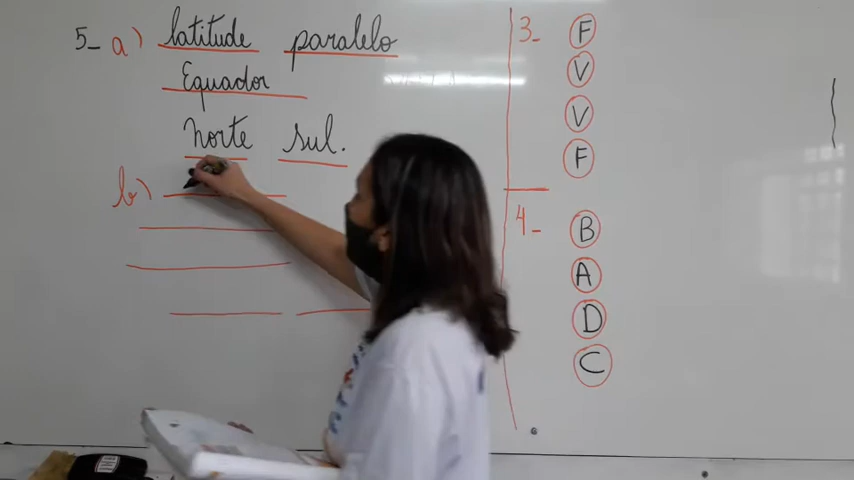 5_ a) latitude paralelo
Equador
norte sul.
b)
3_ F
V
V
F
4_ B
A
D
C